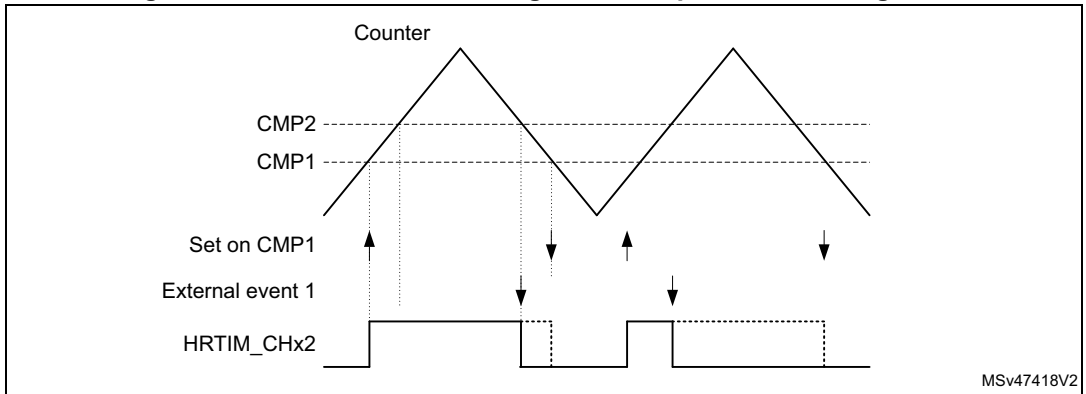 Counter
CMP2
CMP1
Set on CMP1
External event 1
HRTIM_CHx2
MSv47418V2